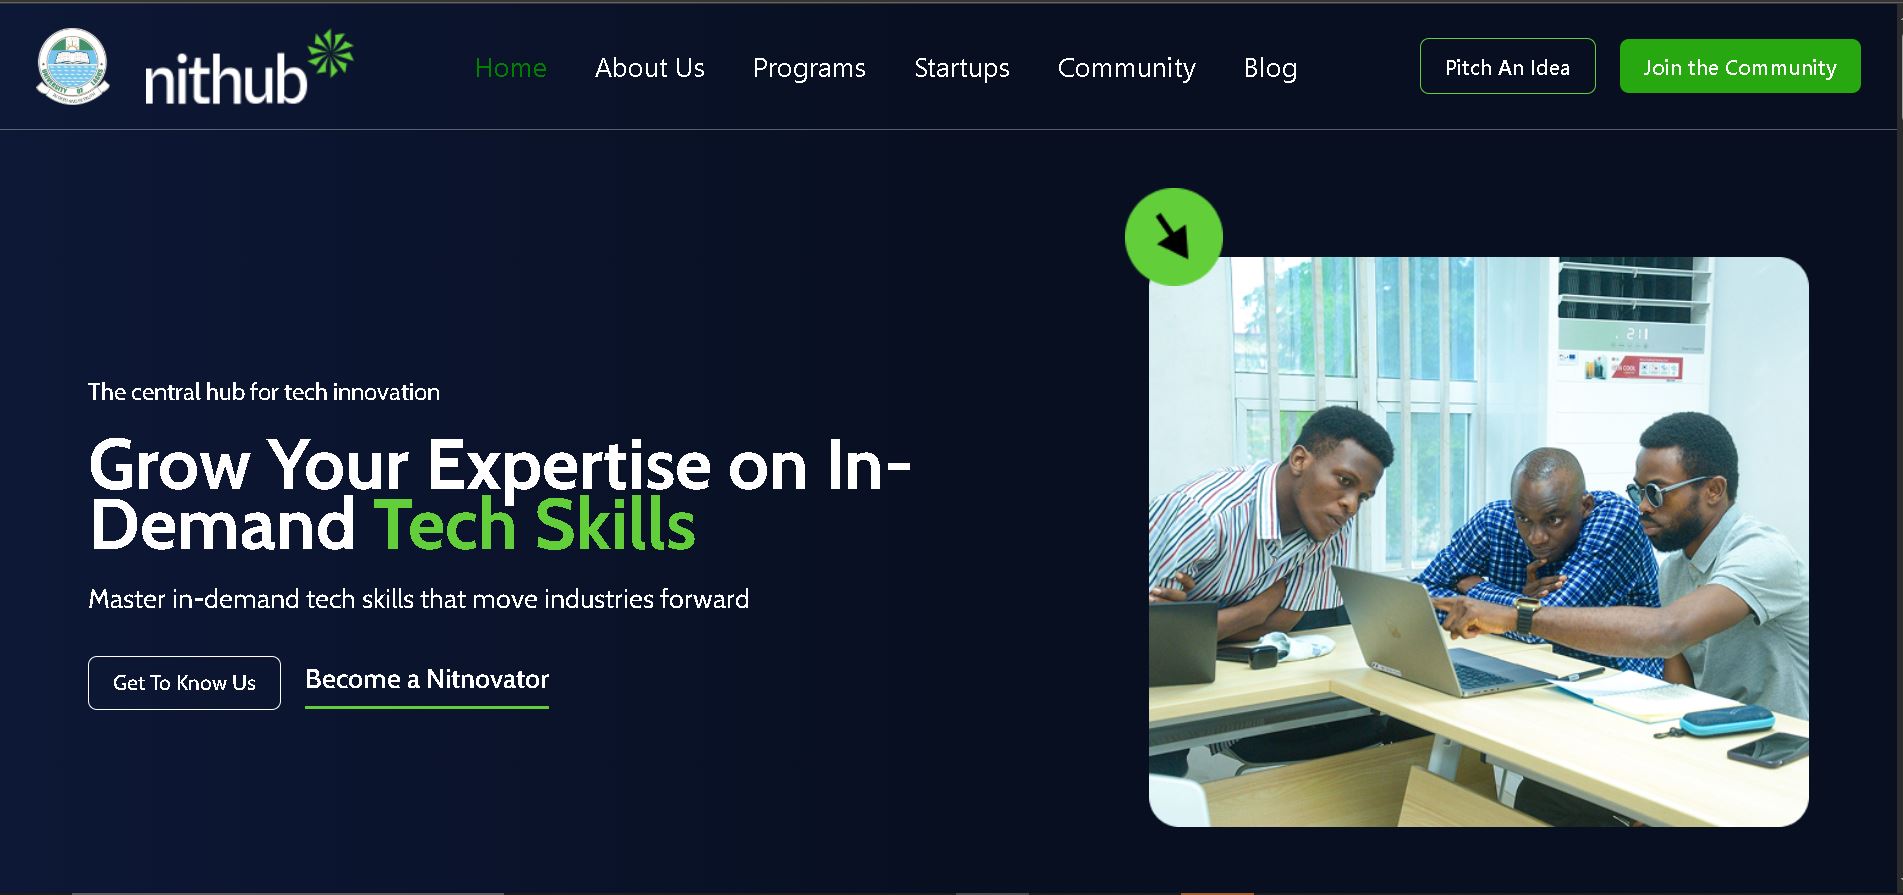 nithub
Home
About Us
Programs
Startups
Community
Blog
Pitch An Idea
Join the Community
The central hub for tech innovation
Grow Your Expertise on In-
Demand Tech Skills
Master in-demand tech skills that move industries forward
Get To Know Us
Become a Nitnovator